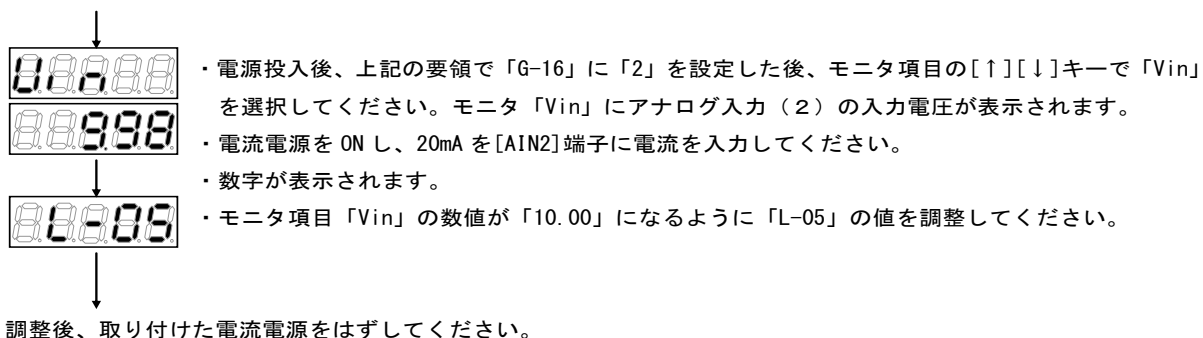 Vin
・電源投入後、上記の要領で「G-16」に「2」を設定した後、モニタ項目の[↑][↓]キーで「Vin」
を選択してください。モニタ「Vin」にアナログ入力（2）の入力電圧が表示されます。
9.98
・電流電源を ON し、20mA を[AIN2]端子に電流を入力してください。
・数字が表示されます。
L-05
・モニタ項目「Vin」の数値が「10.00」になるように「L-05」の値を調整してください。
調整後、取り付けた電流電源をはずしてください。